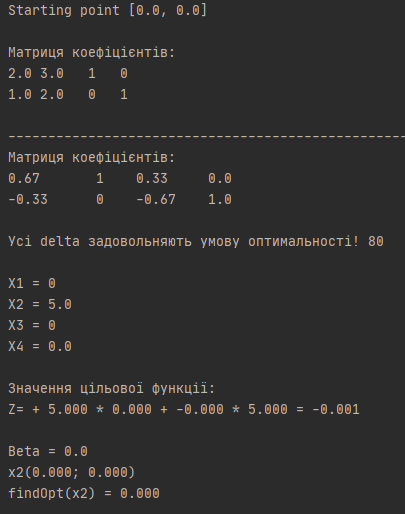 Starting point [0.0, 0.0]
Матриця коефіцієнтів:
2.0 3.0 1 0
1.0 2.0 0 1
--------------------------------------------------
Матриця коефіцієнтів:
0.67 1 0.33 0.0
-0.33 0 -0.67 1.0
Усі delta задовольняють умову оптимальності! 80
X1 = 0
X2 = 5.0
X3 = 0
X4 = 0.0
Значення цільової функції:
Z= + 5.000 * 0.000 + -0.000 * 5.000 = -0.001
Beta = 0.0
x2(0.000; 0.000)
findOpt(x2) = 0.000